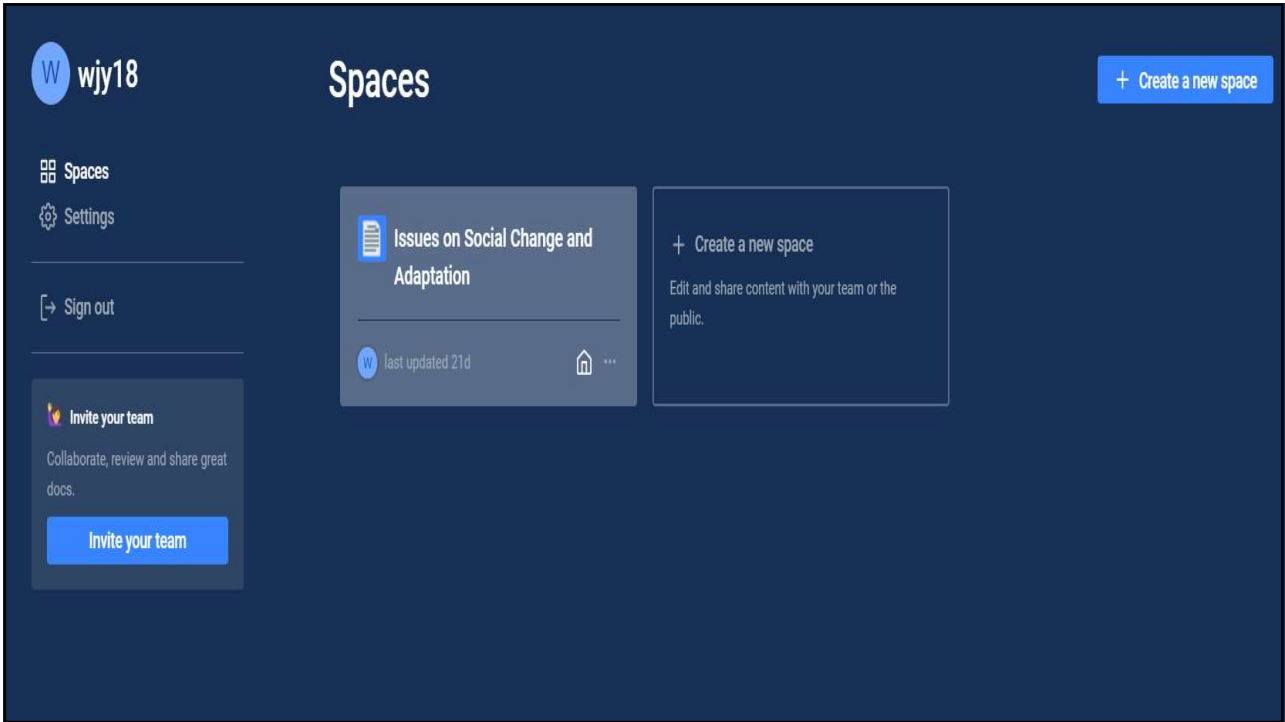 W wjy18
Spaces
Settings
Sign out
Invite your team
Collaborate, review and share great
docs.
Invite your team
Spaces
+ Create a new space
Issues on Social Change and
Adaptation
W last updated 21d ...
+ Create a new space
Edit and share content with your team or the
public.